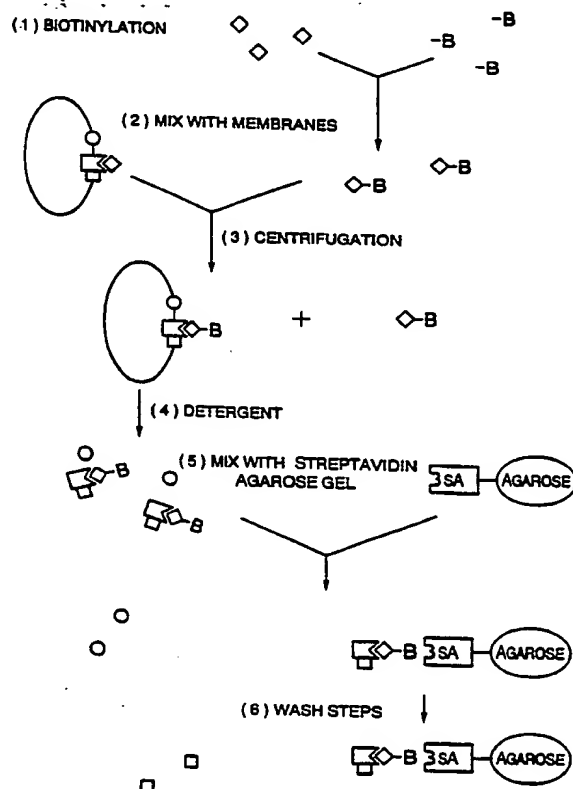 (1) BIOTINYLATION
-B
-B
-B
(2) MIX WITH MEMBRANES
-B
-B
(3) CENTRIFUGATION
-B
+
-B
(4) DETERGENT
-B
-B
(5) MIX WITH STREPTAVIDIN
AGAROSE GEL
SA
AGAROSE
-B
SA
AGAROSE
(6) WASH STEPS
-B
SA
AGAROSE